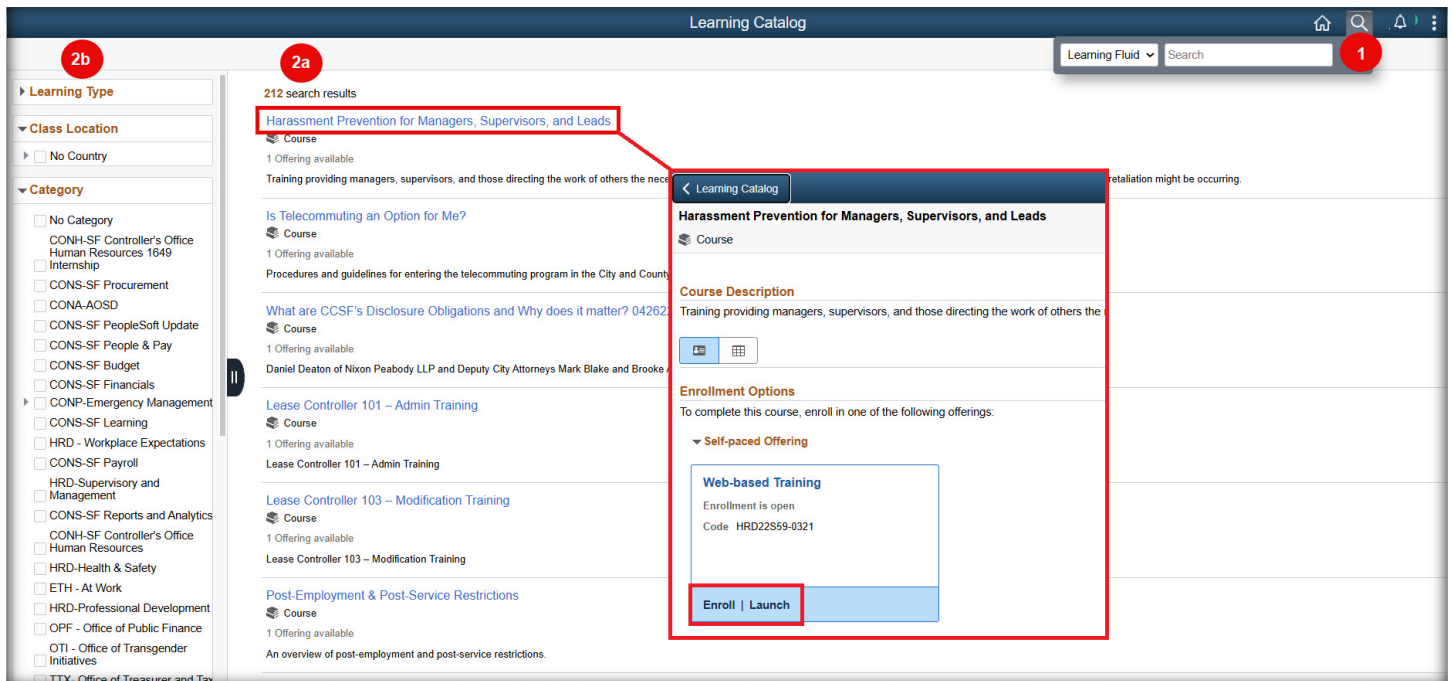 Learning Catalog
Learning Fluid
Search
1
2b
2a
Learning Type
Class Location
No Country
Category
No Category
CONH-SF Controller's Office
Human Resources 1649
Internship
CONS-SF Procurement
CONA-AOSD
CONS-SF PeopleSoft Update
CONS-SF People & Pay
CONS-SF Budget
CONS-SF Financials
CONP-Emergency Management
CONS-SF Learning
HRD - Workplace Expectations
CONS-SF Payroll
HRD-Supervisory and
Management
CONS-SF Reports and Analytics
CONH-SF Controller's Office
Human Resources
HRD-Health & Safety
ETH - At Work
HRD-Professional Development
OPF - Office of Public Finance
OTI - Office of Transgender
Initiatives
TTX- Office of Treasurer and Tax
212 search results
Harassment Prevention for Managers, Supervisors, and Leads
Course
1 Offering available
Training providing managers, supervisors, and those directing the work of others the nece
retaliation might be occurring.
Is Telecommuting an Option for Me?
Course
1 Offering available
Procedures and guidelines for entering the telecommuting program in the City and County
What are CCSF's Disclosure Obligations and Why does it matter? 04262
Course
1 Offering available
Daniel Deaton of Nixon Peabody LLP and Deputy City Attorneys Mark Blake and Brooke
Lease Controller 101 – Admin Training
Course
1 Offering available
Lease Controller 101 – Admin Training
Lease Controller 103 – Modification Training
Course
1 Offering available
Lease Controller 103 – Modification Training
Post-Employment & Post-Service Restrictions
Course
1 Offering available
An overview of post-employment and post-service restrictions.
Learning Catalog
Harassment Prevention for Managers, Supervisors, and Leads
Course
Course Description
Training providing managers, supervisors, and those directing the work of others the
Enrollment Options
To complete this course, enroll in one of the following offerings:
Self-paced Offering
Web-based Training
Enrollment is open
Code HRD22S59-0321
Enroll | Launch